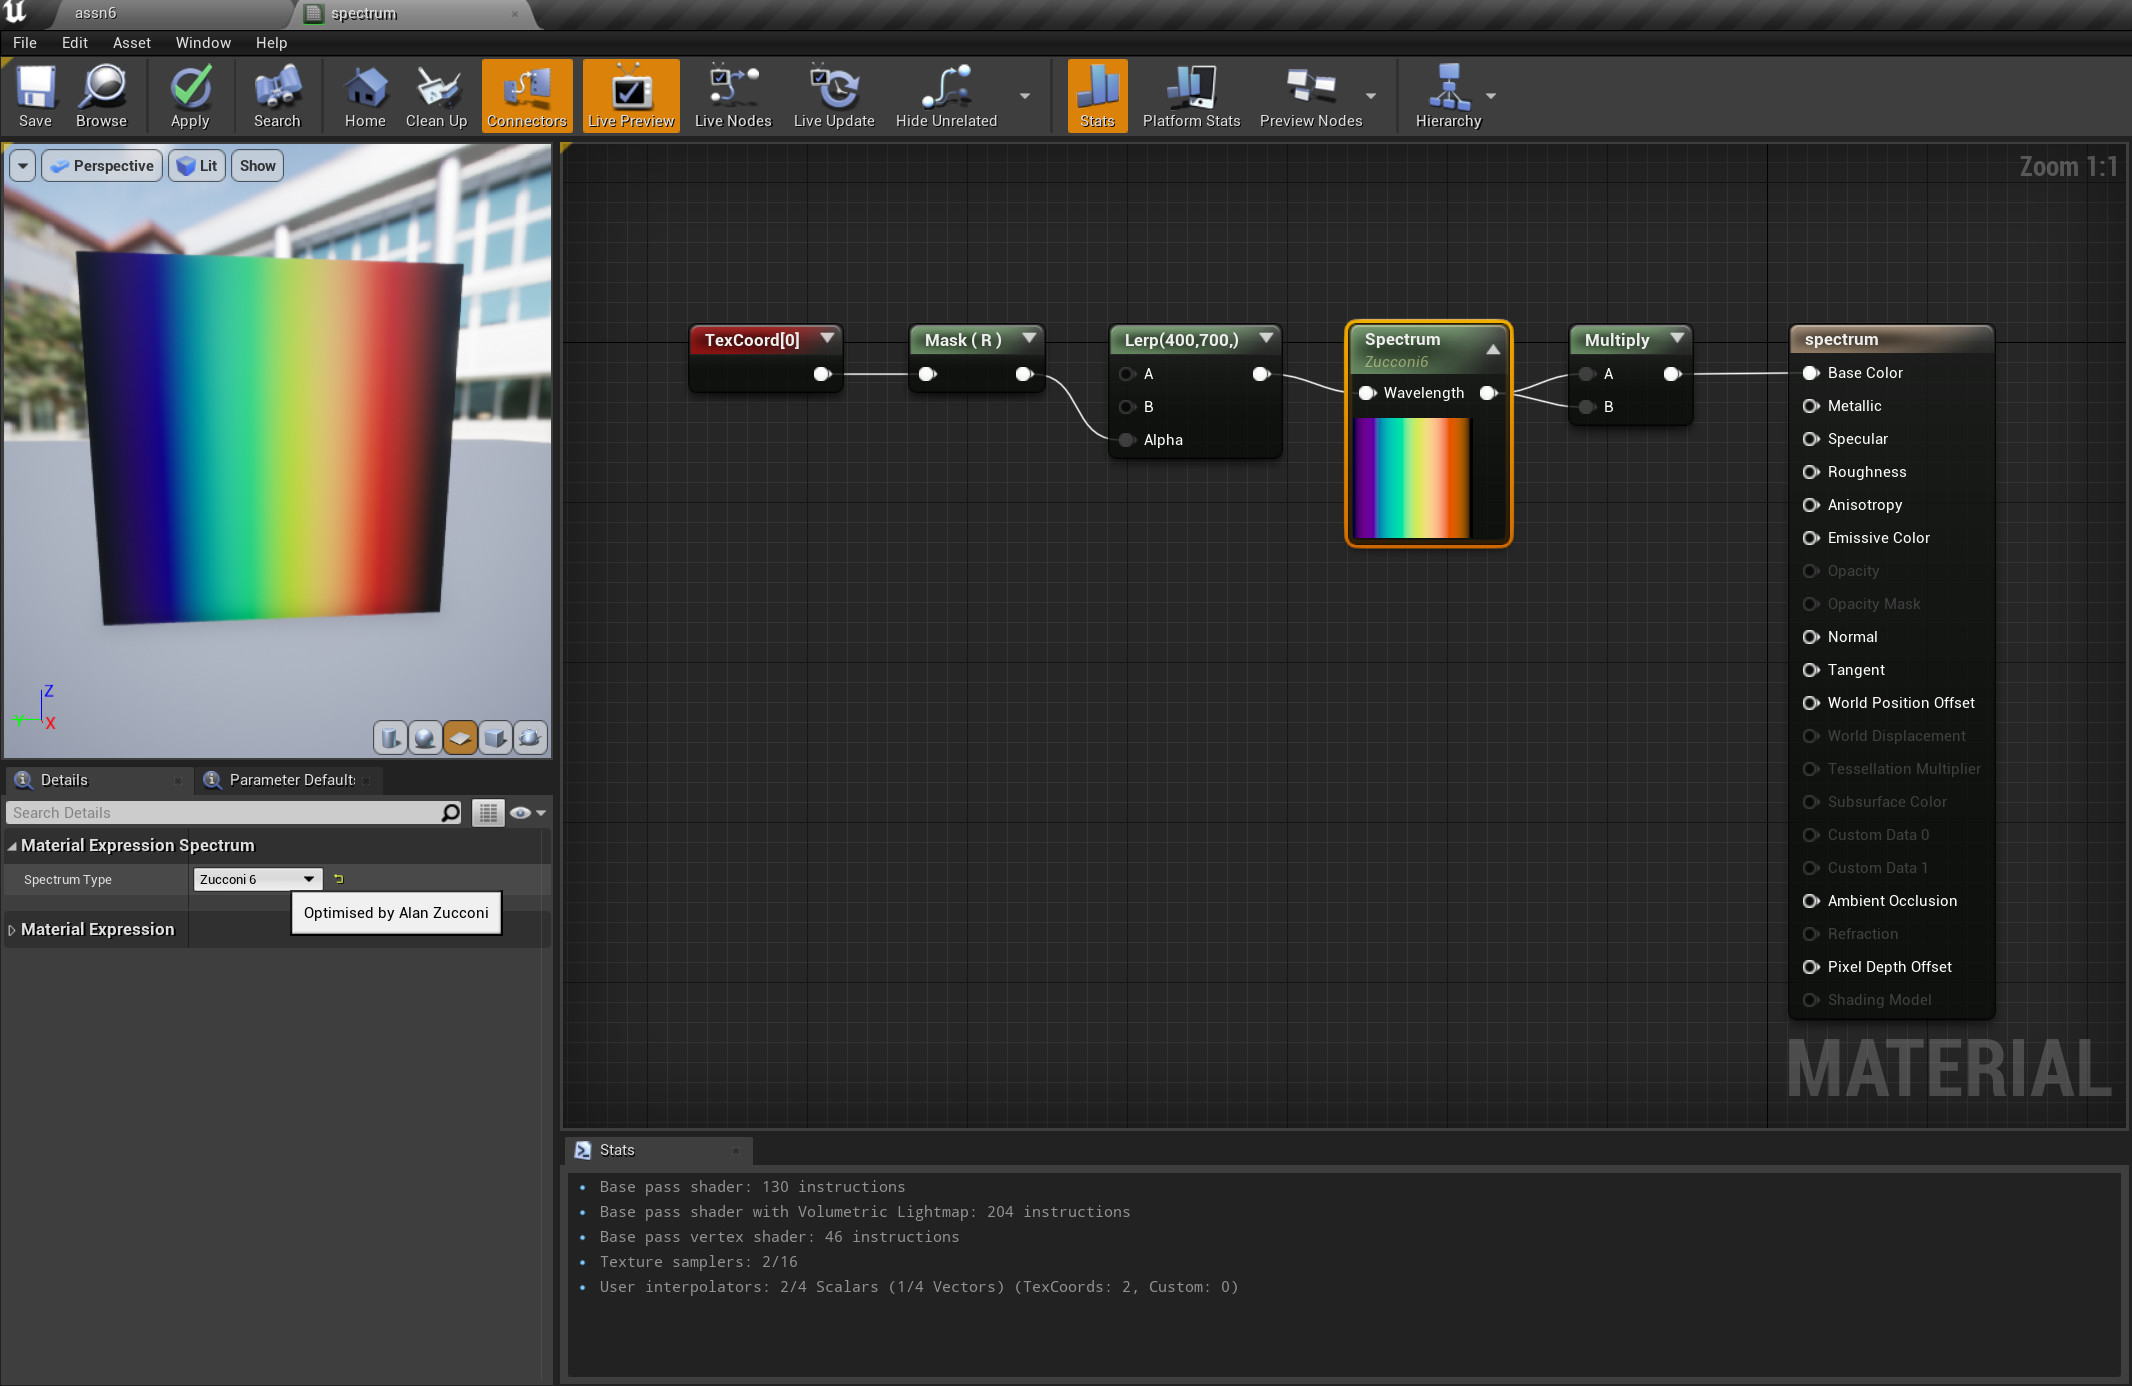 assn6
spectrum
File Edit Asset Window Help
Save Browse Apply Search Home Clean Up Connectors Live Preview Live Nodes Live Update Hide Unrelated Stats Platform Stats Preview Nodes Hierarchy
Perspective Lit Show
Zoom 1:1
TexCoord[0]
Mask ( R )
Lerp(400,700,)
A
B
Alpha
Spectrum
Zucconi6
Wavelength
Multiply
A
B
spectrum
Base Color
Metallic
Specular
Roughness
Anisotropy
Emissive Color
Opacity
Opacity Mask
Normal
Tangent
World Position Offset
World Displacement
Tessellation Multiplier
Subsurface Color
Custom Data 0
Custom Data 1
Ambient Occlusion
Refraction
Pixel Depth Offset
Shading Model
MATERIAL
Z
Y
X
Details
Parameter Default
Search Details
Material Expression Spectrum
Spectrum Type Zucconi 6
Optimised by Alan Zucconi
Material Expression
Stats
Base pass shader: 130 instructions
Base pass shader with Volumetric Lightmap: 204 instructions
Base pass vertex shader: 46 instructions
Texture samplers: 2/16
User interpolators: 2/4 Scalars (1/4 Vectors) (TexCoords: 2, Custom: 0)